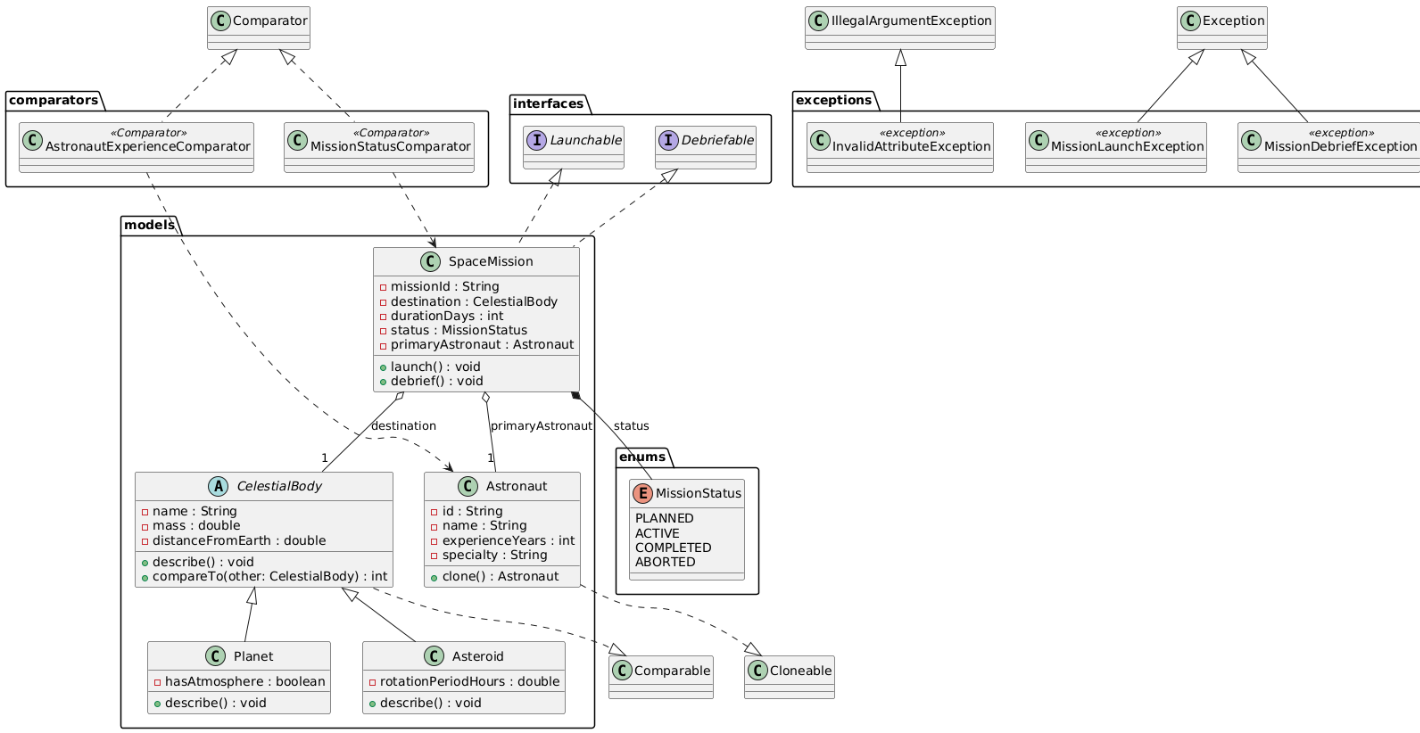 C Comparator
C IllegalArgumentException
C Exception
comparators
«Comparator»
C AstronautExperienceComparator
«Comparator»
C MissionStatusComparator
interfaces
I Launchable
I Debriefable
exceptions
«exception»
C InvalidAttributeException
«exception»
C MissionLaunchException
«exception»
C MissionDebriefException
models
C SpaceMission
missionId : String
destination : CelestialBody
durationDays : int
status : MissionStatus
primaryAstronaut : Astronaut
launch() : void
debrief() : void
destination
primaryAstronaut
status
1
1
A CelestialBody
name : String
mass : double
distanceFromEarth : double
describe() : void
compareTo(other: CelestialBody) : int
C Astronaut
id : String
name : String
experienceYears : int
specialty : String
clone() : Astronaut
enums
E MissionStatus
PLANNED
ACTIVE
COMPLETED
ABORTED
C Planet
hasAtmosphere : boolean
describe() : void
C Asteroid
rotationPeriodHours : double
describe() : void
C Comparable
C Cloneable